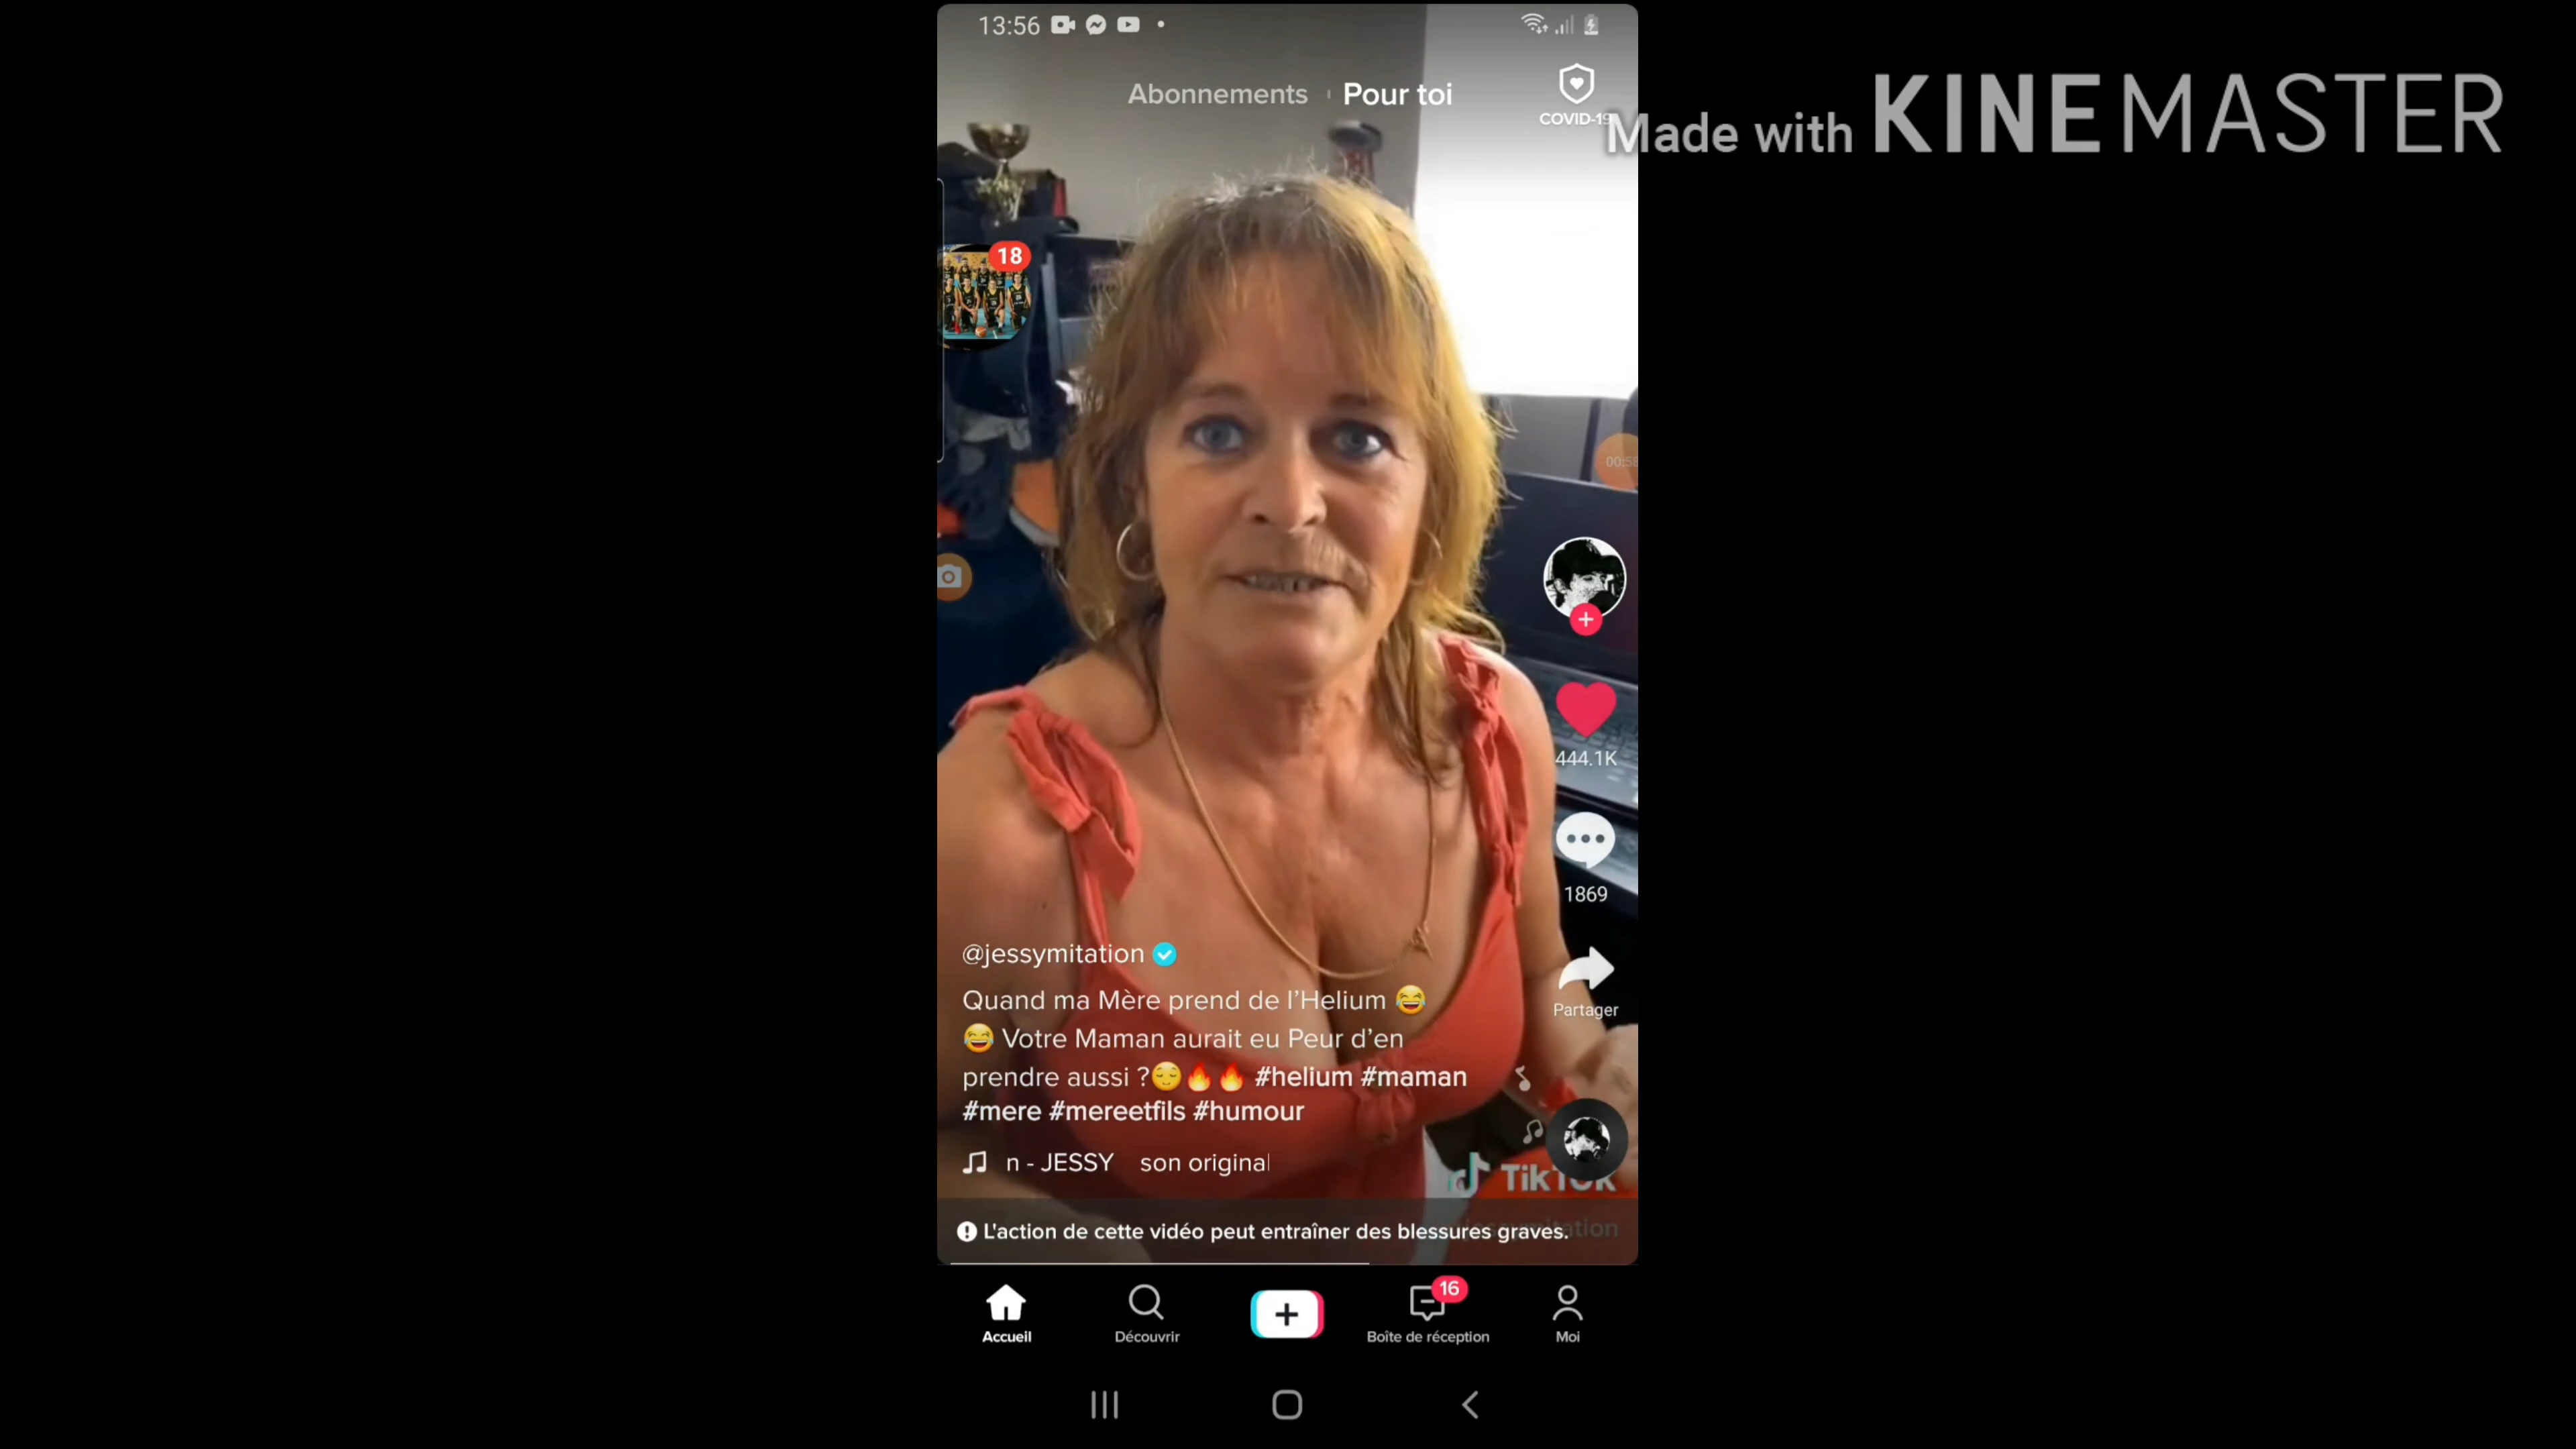 13:56
Abonnements
Pour toi
COVID-19
Made with KINEMASTER
18
00:58
444.1K
1869
@jessymitation
Quand ma Mère prend de l’Helium 😂
😂 Votre Maman aurait eu Peur d’en
prendre aussi ?😌🔥🔥 #helium #maman
#mere #mereetfils #humour
Partager
n - JESSY son original
TikTok
L'action de cette vidéo peut entraîner des blessures graves.
16
Accueil
Découvrir
Boîte de réception
Moi